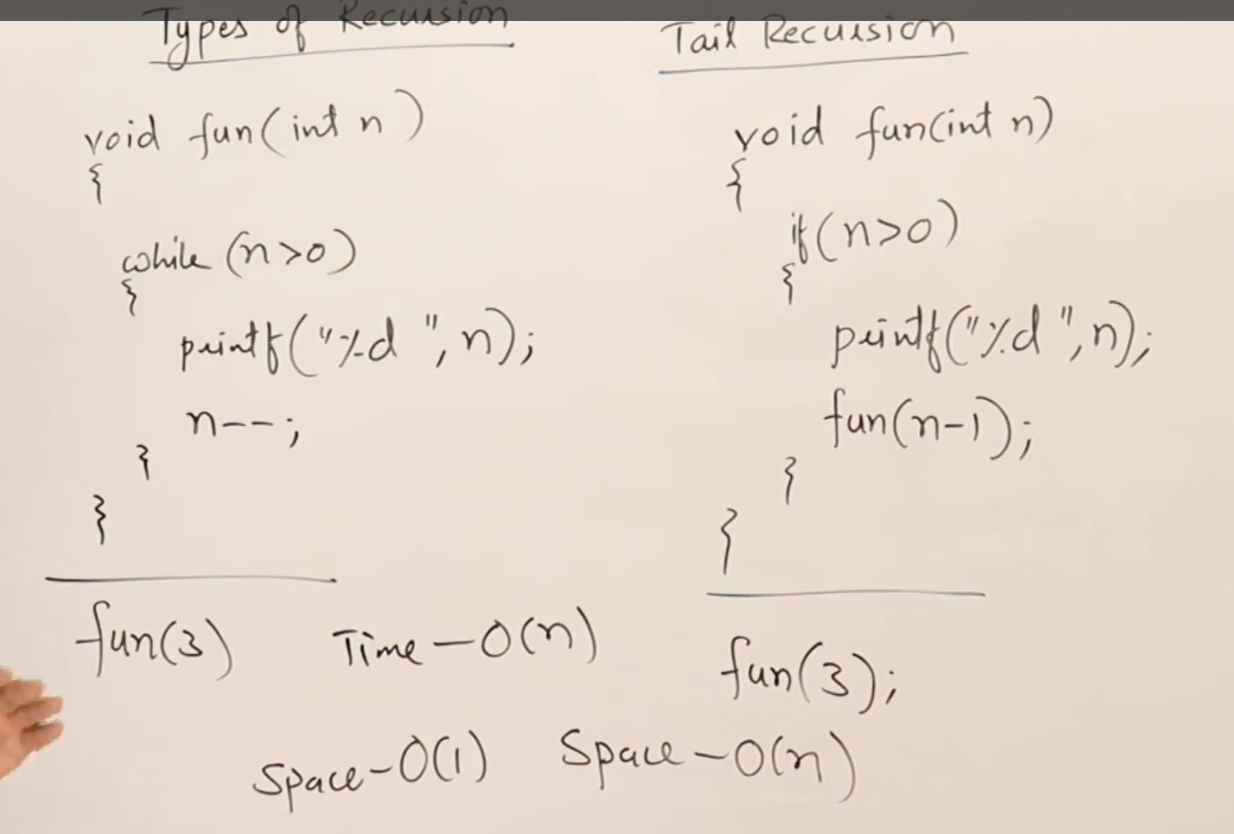 Types of Recursion
void fun(int n)
{
while (n>0)
{
printf("%d ", n);
n--;
}
}
fun(3)
Time - O(n)
Space - O(1)
Tail Recursion
void fun(int n)
{
if(n>0)
{
printf("%d ", n);
fun(n-1);
}
}
fun(3);
Space - O(n)